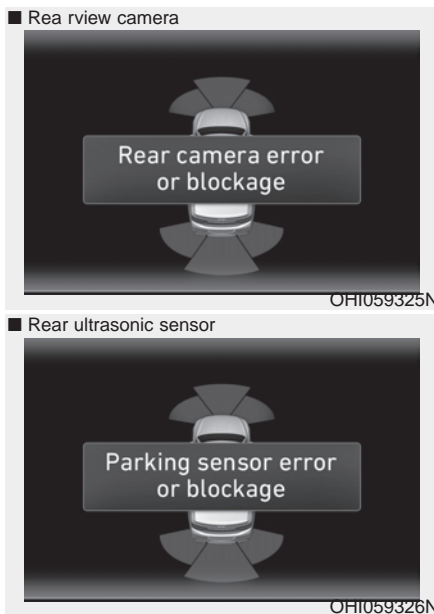 ■ Rea rview camera
Rear camera error
or blockage
OHI059325N
■ Rear ultrasonic sensor
Parking sensor error
or blockage
OHI059326N